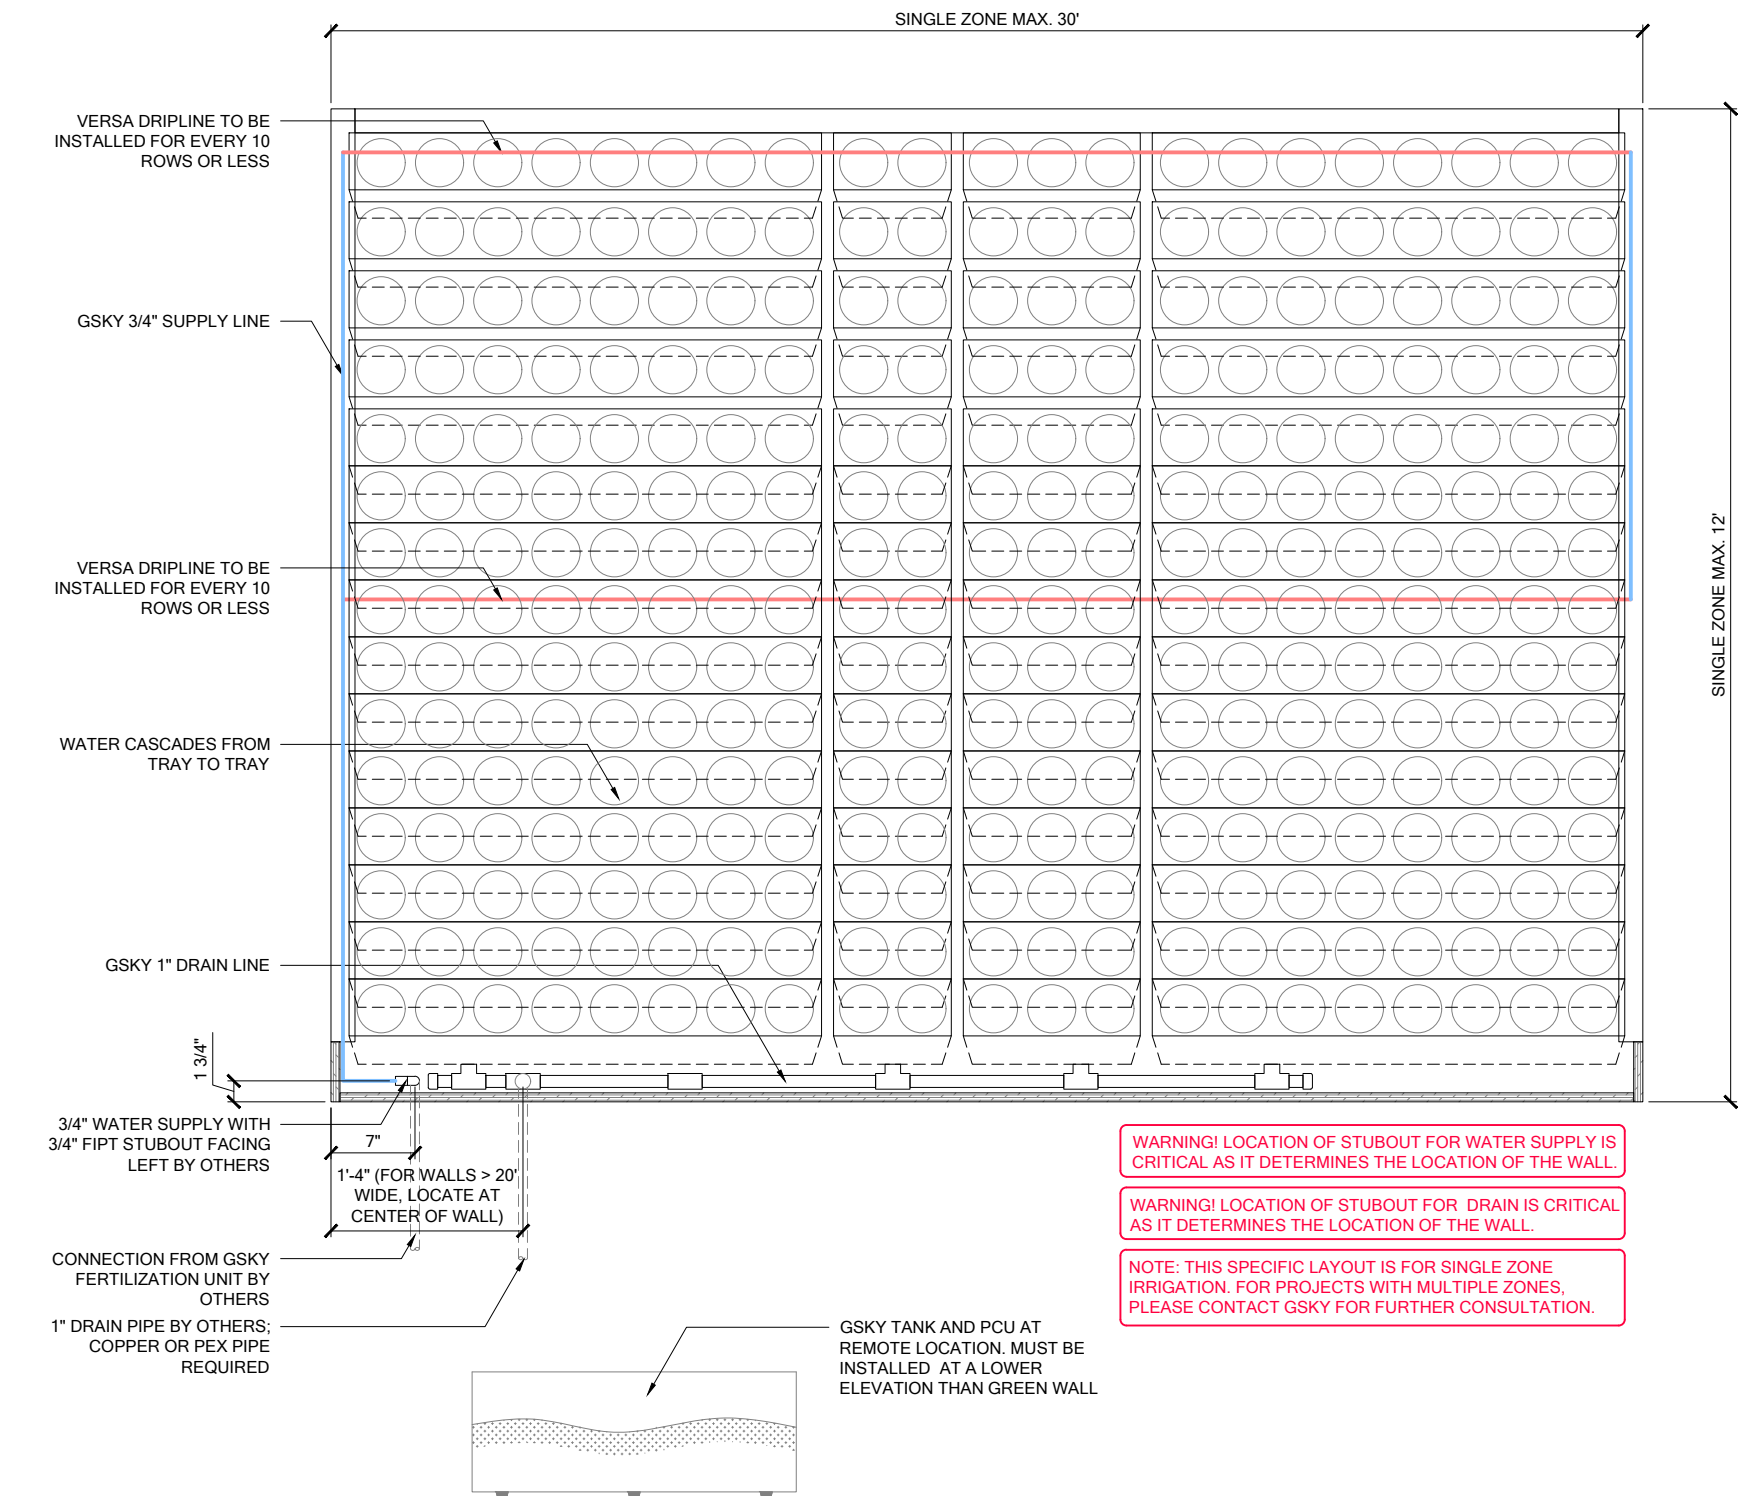 SINGLE ZONE MAX. 30'
VERSA DRIPLINE TO BE
INSTALLED FOR EVERY 10
ROWS OR LESS
GSKY 3/4" SUPPLY LINE
VERSA DRIPLINE TO BE
INSTALLED FOR EVERY 10
ROWS OR LESS
SINGLE ZONE MAX. 12'
WATER CASCADES FROM
TRAY TO TRAY
GSKY 1" DRAIN LINE
1 3/4"
3/4" WATER SUPPLY WITH
3/4" FIPT STUBOUT FACING
LEFT BY OTHERS
7"
1'-4" (FOR WALLS > 20'
WIDE, LOCATE AT
CENTER OF WALL)
CONNECTION FROM GSKY
FERTILIZATION UNIT BY
OTHERS
1" DRAIN PIPE BY OTHERS;
COPPER OR PEX PIPE
REQUIRED
GSKY TANK AND PCU AT
REMOTE LOCATION. MUST BE
INSTALLED AT A LOWER
ELEVATION THAN GREEN WALL
WARNING! LOCATION OF STUBOUT FOR WATER SUPPLY IS
CRITICAL AS IT DETERMINES THE LOCATION OF THE WALL.
WARNING! LOCATION OF STUBOUT FOR DRAIN IS CRITICAL
AS IT DETERMINES THE LOCATION OF THE WALL.
NOTE: THIS SPECIFIC LAYOUT IS FOR SINGLE ZONE
IRRIGATION. FOR PROJECTS WITH MULTIPLE ZONES,
PLEASE CONTACT GSKY FOR FURTHER CONSULTATION.